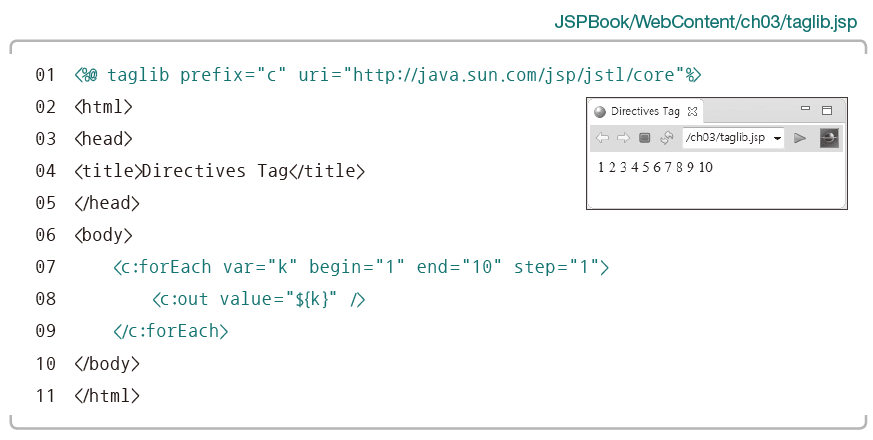 JSPBook/WebContent/ch03/taglib.jsp
01 <%@ taglib prefix="c" uri="http://java.sun.com/jsp/jstl/core"%>
02 <html>
03 <head>
04 <title>Directives Tag</title>
05 </head>
06 <body>
07 <c:forEach var="k" begin="1" end="10" step="1">
08 <c:out value="${k}" />
09 </c:forEach>
10 </body>
11 </html>
Directives Tag
/ch03/taglib.jsp
1 2 3 4 5 6 7 8 9 10